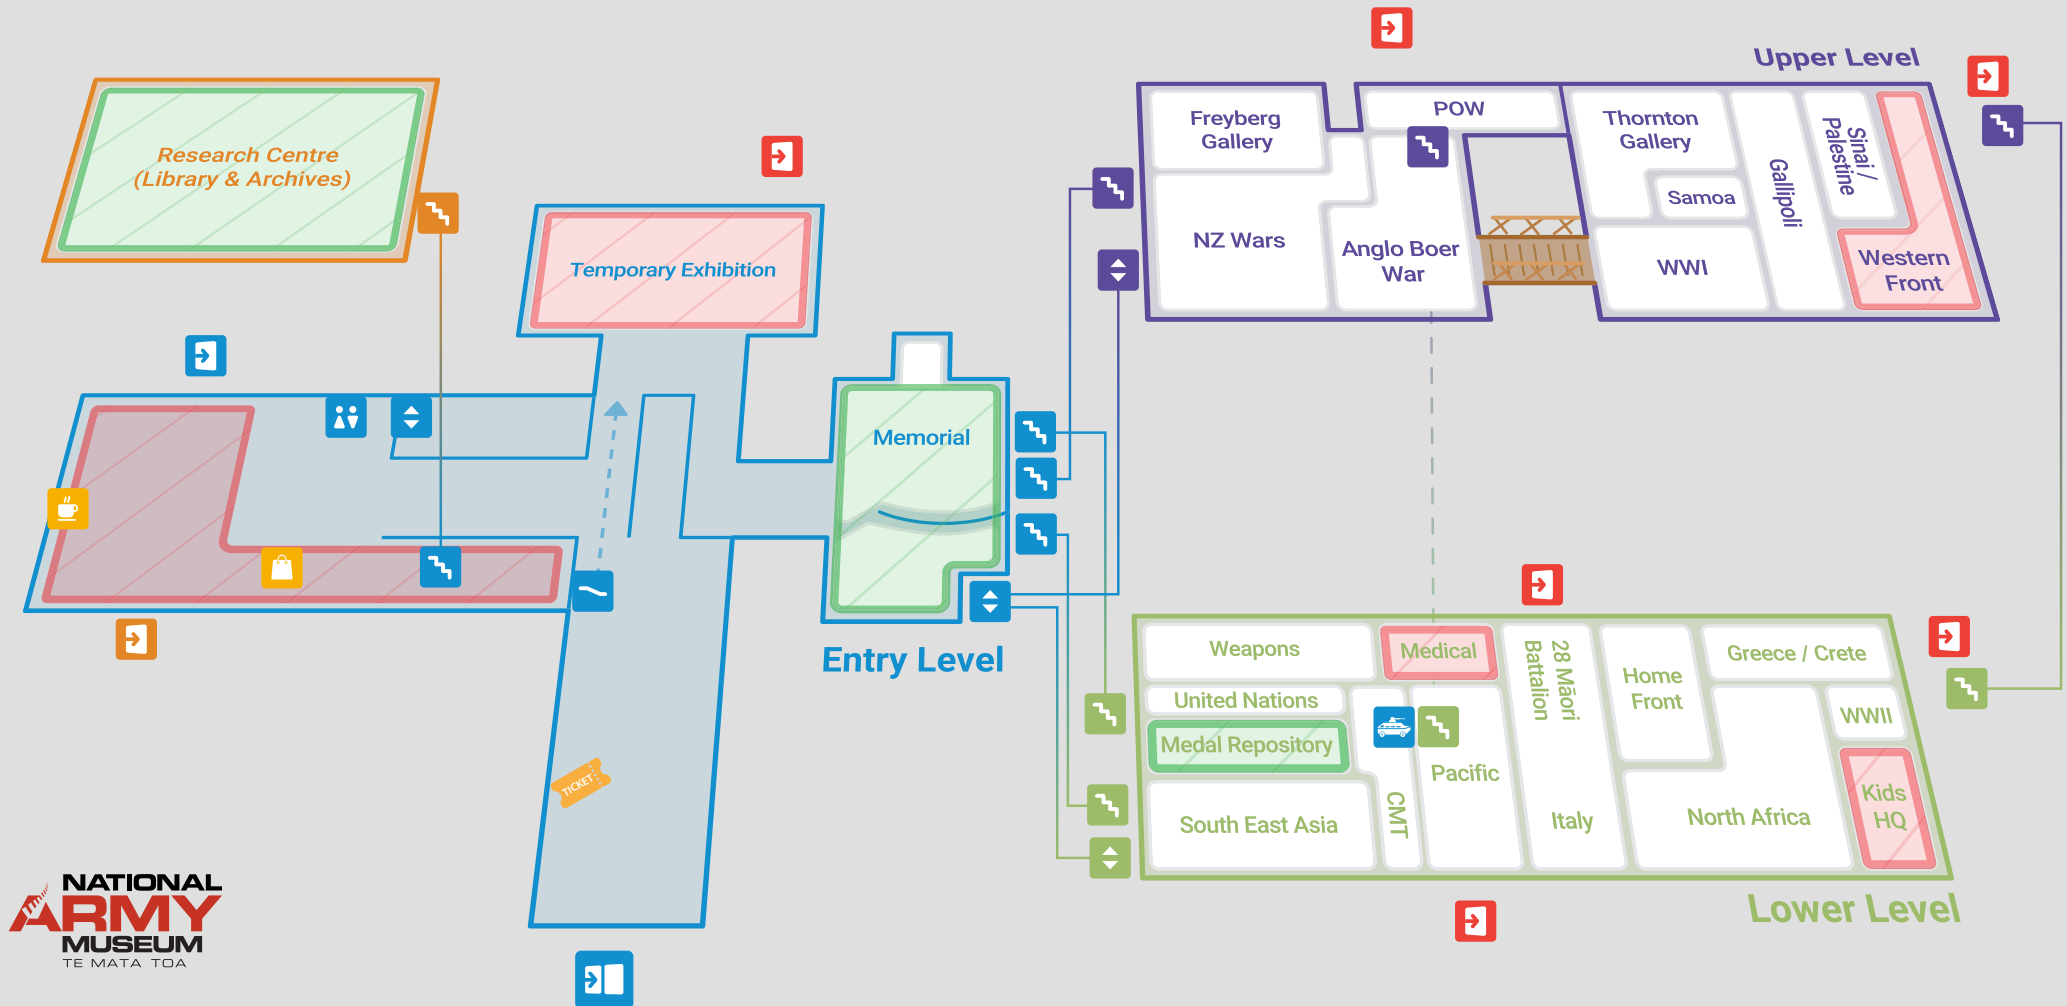 Upper Level
Research Centre
(Library & Archives)
Freyberg
Gallery
POW
Thornton
Gallery
Sinai /
Palestine
Gallipoli
Samoa
NZ Wars
Anglo Boer
War
WWI
Western
Front
Temporary Exhibition
Memorial
Entry Level
TICKET
Weapons
Medical
28 Māori
Battalion
Home
Front
Greece / Crete
United Nations
WWII
Medal Repository
Pacific
CMT
South East Asia
Italy
North Africa
Kids
HQ
Lower Level
NATIONAL
ARMY
MUSEUM
TE MATA TOA